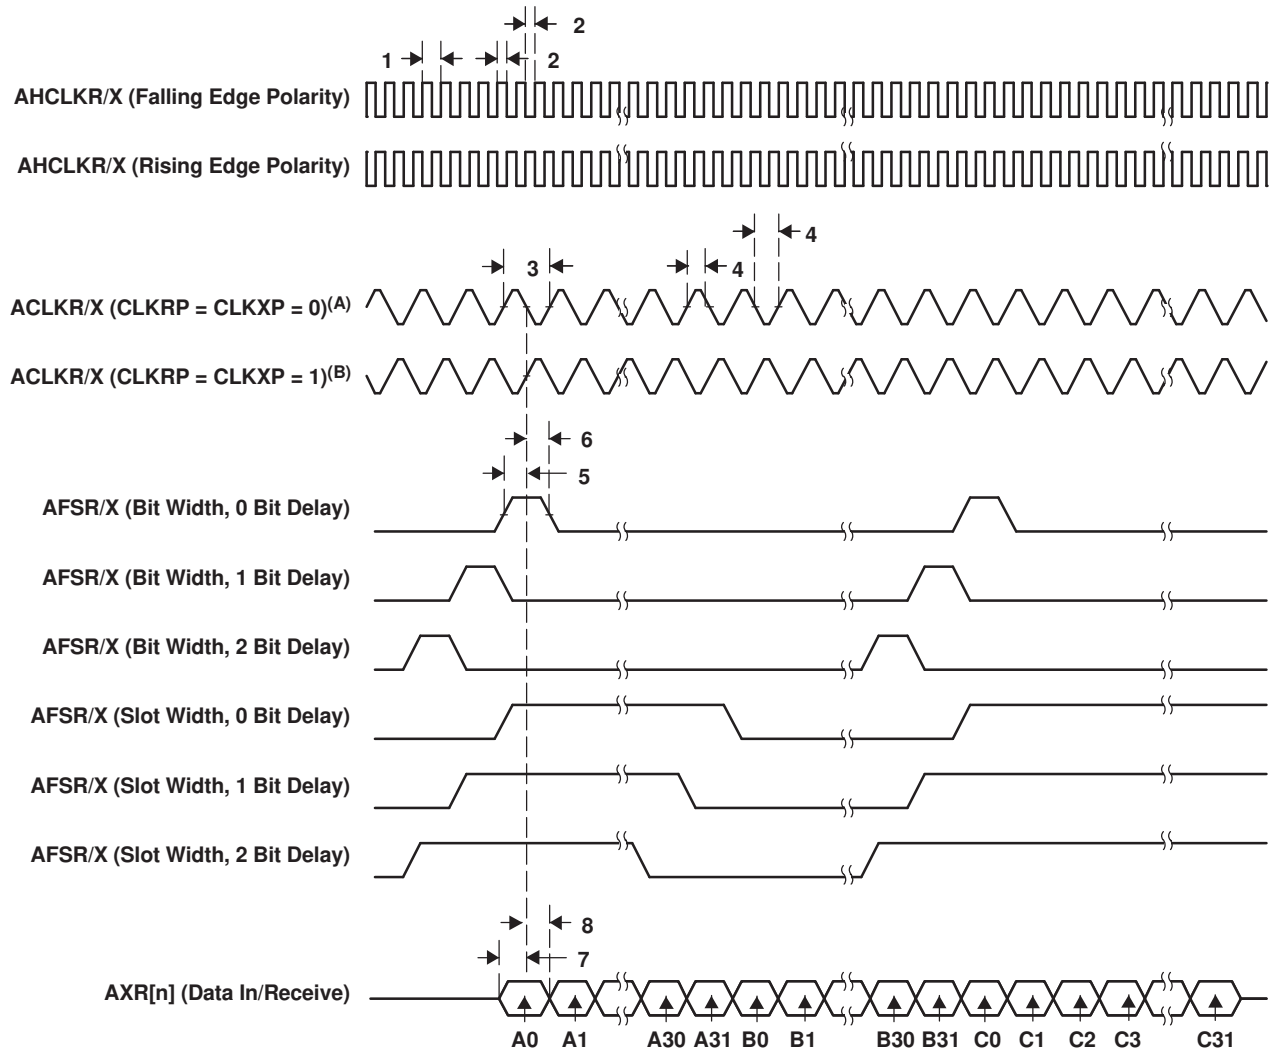 2
1
2
AHCLKR/X (Falling Edge Polarity)
AHCLKR/X (Rising Edge Polarity)
4
3
4
ACLKR/X (CLKRP = CLKXP = 0)(A)
ACLKR/X (CLKRP = CLKXP = 1)(B)
6
5
AFSR/X (Bit Width, 0 Bit Delay)
AFSR/X (Bit Width, 1 Bit Delay)
AFSR/X (Bit Width, 2 Bit Delay)
AFSR/X (Slot Width, 0 Bit Delay)
AFSR/X (Slot Width, 1 Bit Delay)
AFSR/X (Slot Width, 2 Bit Delay)
8
7
AXR[n] (Data In/Receive)
A0 A1 A30 A31 B0 B1 B30 B31 C0 C1 C2 C3 C31